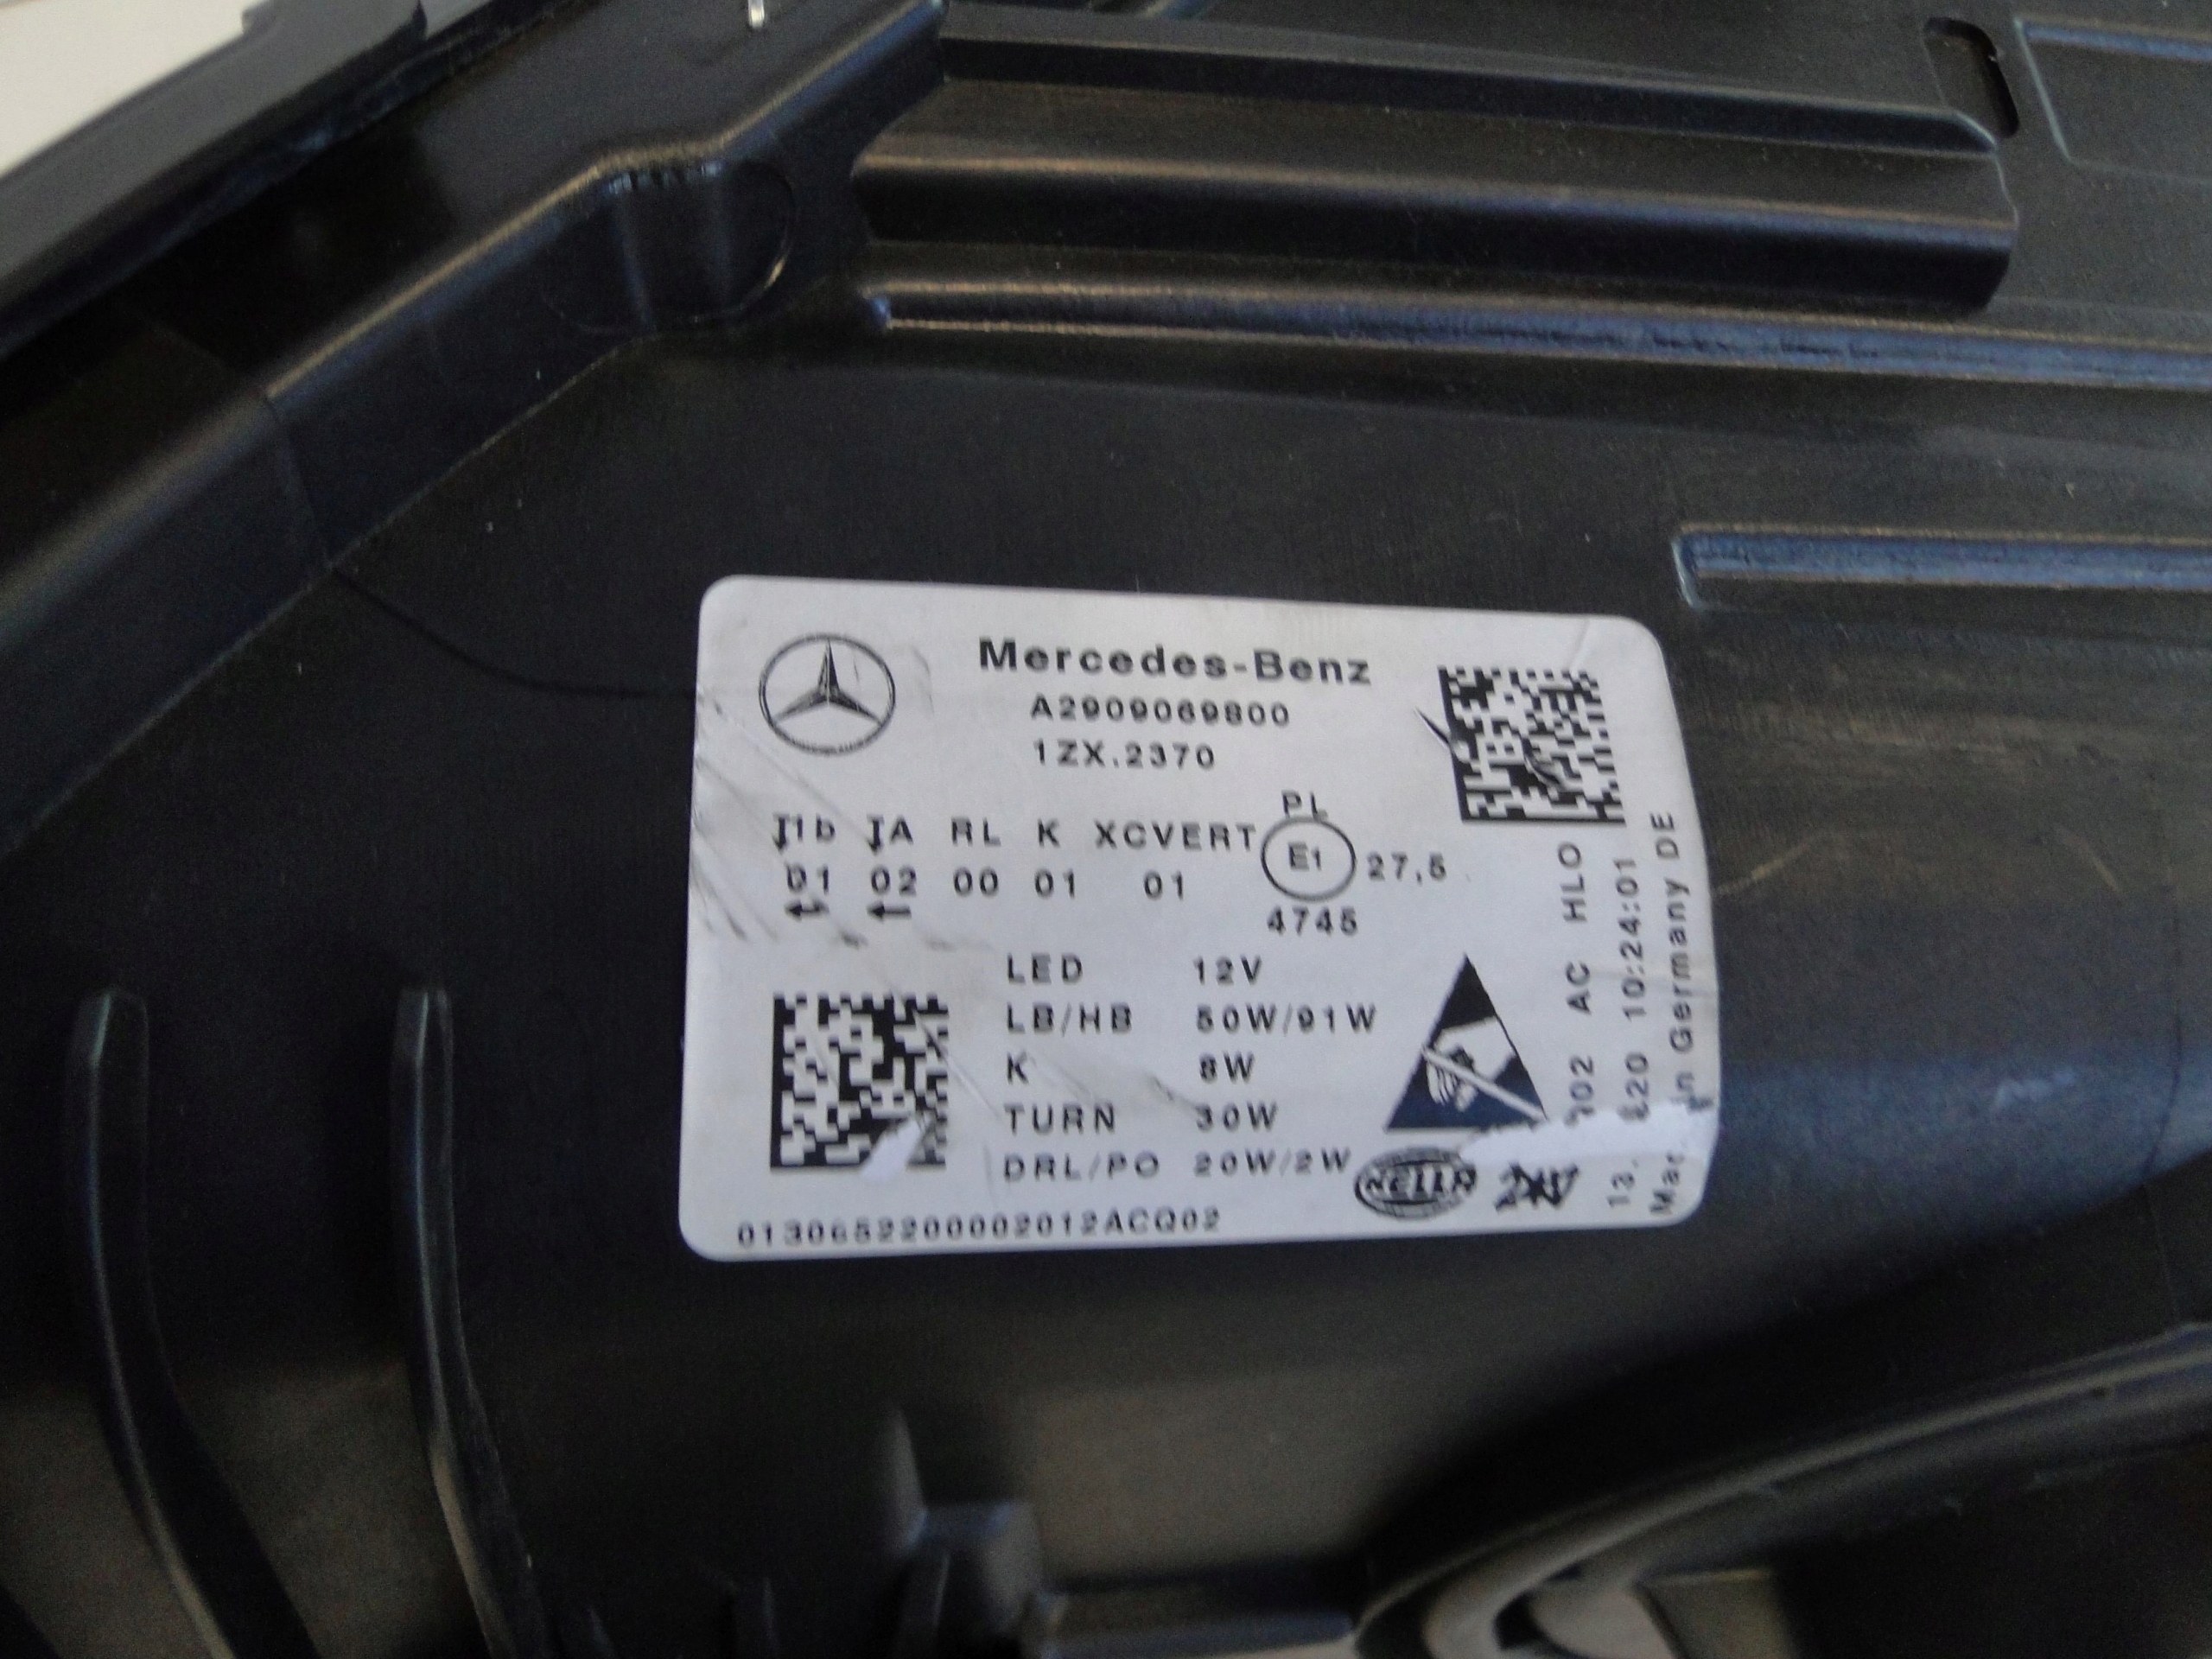 Mercedes-Benz
A2909069800
1ZX.2370
1b A RL K XCVERT PL
01 02 00 01 01 E1 27,5
4745
LED 12V
LB/HB 50W/91W
K 8W
TURN 30W
DRL/PO 20W/2W
HELLA
0130652200002012ACQ02
AC HLO
10:24:01
in Germany DE